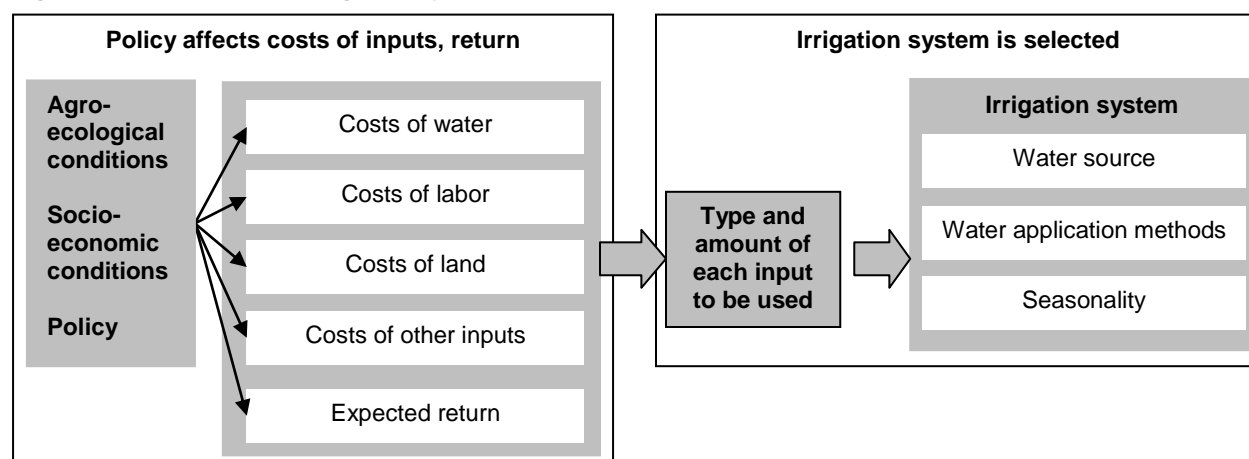 Policy affects costs of inputs, return
Agro-
ecological
conditions
Socio-
economic
conditions
Policy
Costs of water
Costs of labor
Costs of land
Costs of other inputs
Expected return
Irrigation system is selected
Type and
amount of
each input
to be used
Irrigation system
Water source
Water application methods
Seasonality